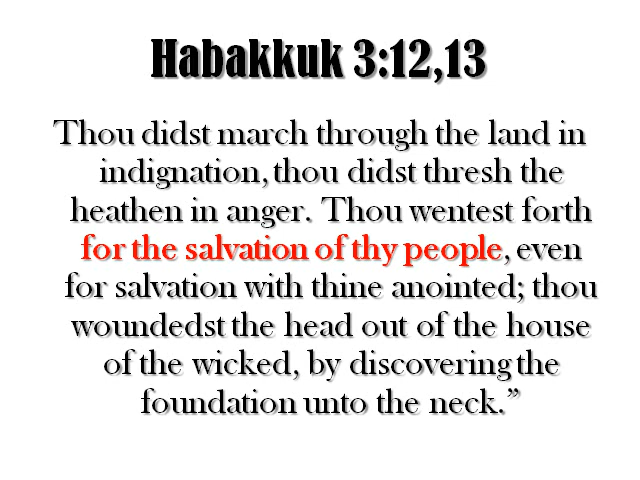 Habakkuk 3:12,13
Thou didst march through the land in
indignation, thou didst thresh the
heathen in anger. Thou wentest forth
for the salvation of thy people, even
for salvation with thine anointed; thou
woundedst the head out of the house
of the wicked, by discovering the
foundation unto the neck.”